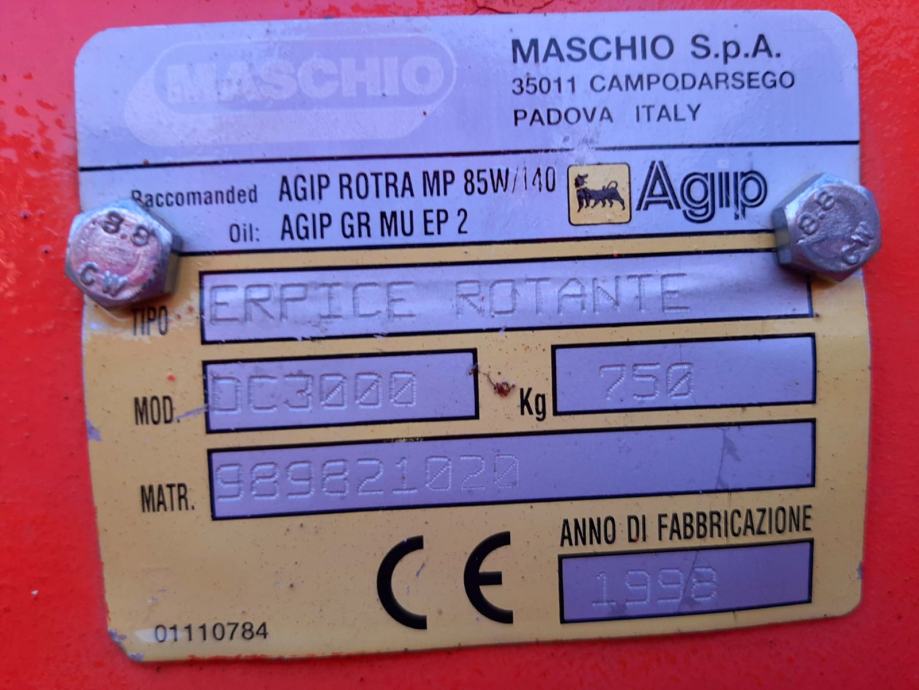 MASCHIO
MASCHIO S.p.A.
35011 CAMPODARSEGO
PADOVA ITALY
Raccomanded AGIP ROTRA MP 85W/140
Oil: AGIP GR MU EP 2
Agip
8.8
CW
8.8
CW
TIPO ERPICE ROTANTE
MOD. DC3000 Kg 750
MATR. 989821020
CE
ANNO DI FABBRICAZIONE
1998
01110784